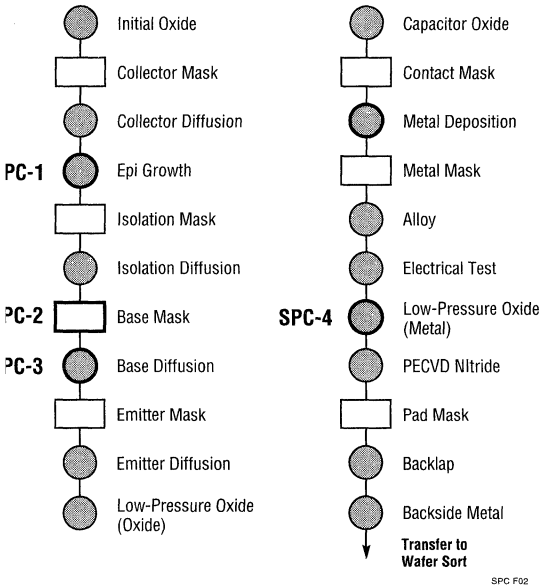 Initial Oxide
Collector Mask
Collector Diffusion
PC-1 Epi Growth
Isolation Mask
Isolation Diffusion
PC-2 Base Mask
PC-3 Base Diffusion
Emitter Mask
Emitter Diffusion
Low-Pressure Oxide
(Oxide)
Capacitor Oxide
Contact Mask
Metal Deposition
Metal Mask
Alloy
Electrical Test
SPC-4 Low-Pressure Oxide
(Metal)
PECVD NItride
Pad Mask
Backlap
Backside Metal
Transfer to
Wafer Sort
SPC F02